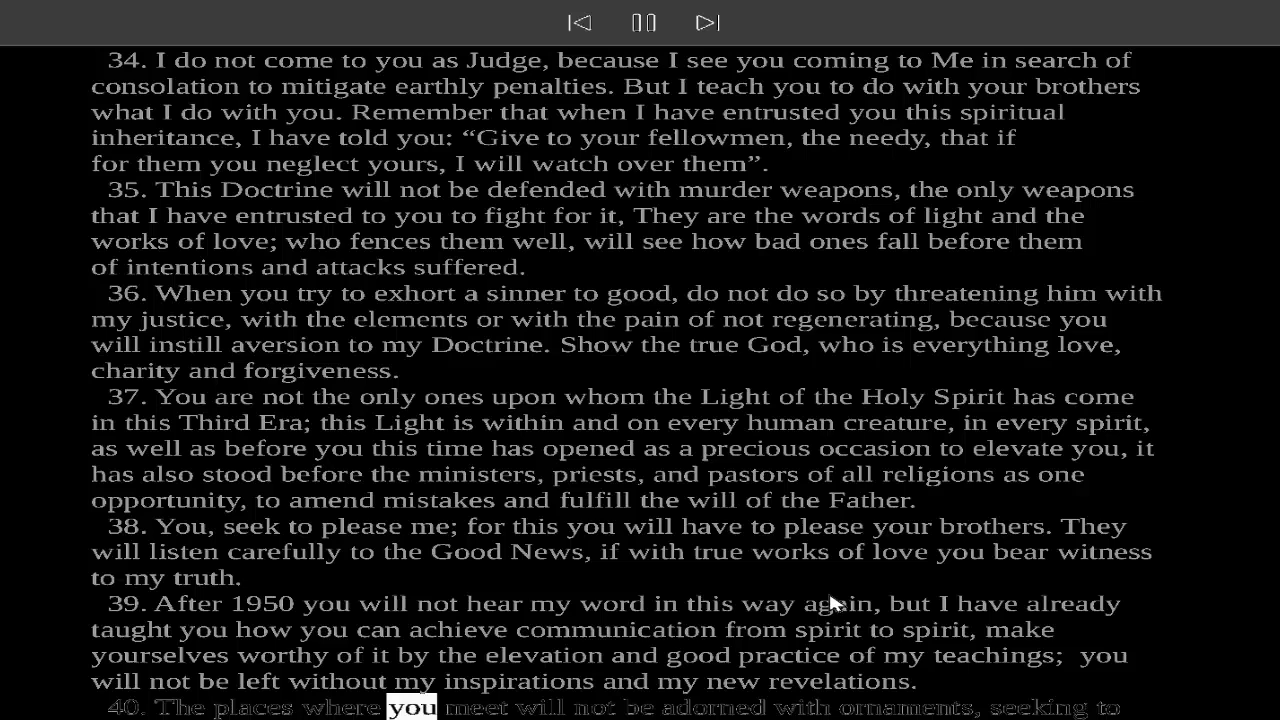 34. I do not come to you as Judge, because I see you coming to Me in search of
consolation to mitigate earthly penalties. But I teach you to do with your brothers
what I do with you. Remember that when I have entrusted you this spiritual
inheritance, I have told you: “Give to your fellowmen, the needy, that if
for them you neglect yours, I will watch over them”.
35. This Doctrine will not be defended with murder weapons, the only weapons
that I have entrusted to you to fight for it, They are the words of light and the
works of love; who fences them well, will see how bad ones fall before them
of intentions and attacks suffered.
36. When you try to exhort a sinner to good, do not do so by threatening him with
my justice, with the elements or with the pain of not regenerating, because you
will instill aversion to my Doctrine. Show the true God, who is everything love,
charity and forgiveness.
37. You are not the only ones upon whom the Light of the Holy Spirit has come
in this Third Era; this Light is within and on every human creature, in every spirit,
as well as before you this time has opened as a precious occasion to elevate you, it
has also stood before the ministers, priests, and pastors of all religions as one
opportunity, to amend mistakes and fulfill the will of the Father.
38. You, seek to please me; for this you will have to please your brothers. They
will listen carefully to the Good News, if with true works of love you bear witness
to my truth.
39. After 1950 you will not hear my word in this way again, but I have already
taught you how you can achieve communication from spirit to spirit, make
yourselves worthy of it by the elevation and good practice of my teachings;  you
will not be left without my inspirations and my new revelations.
40. The places where you meet will not be adorned with ornaments, seeking to